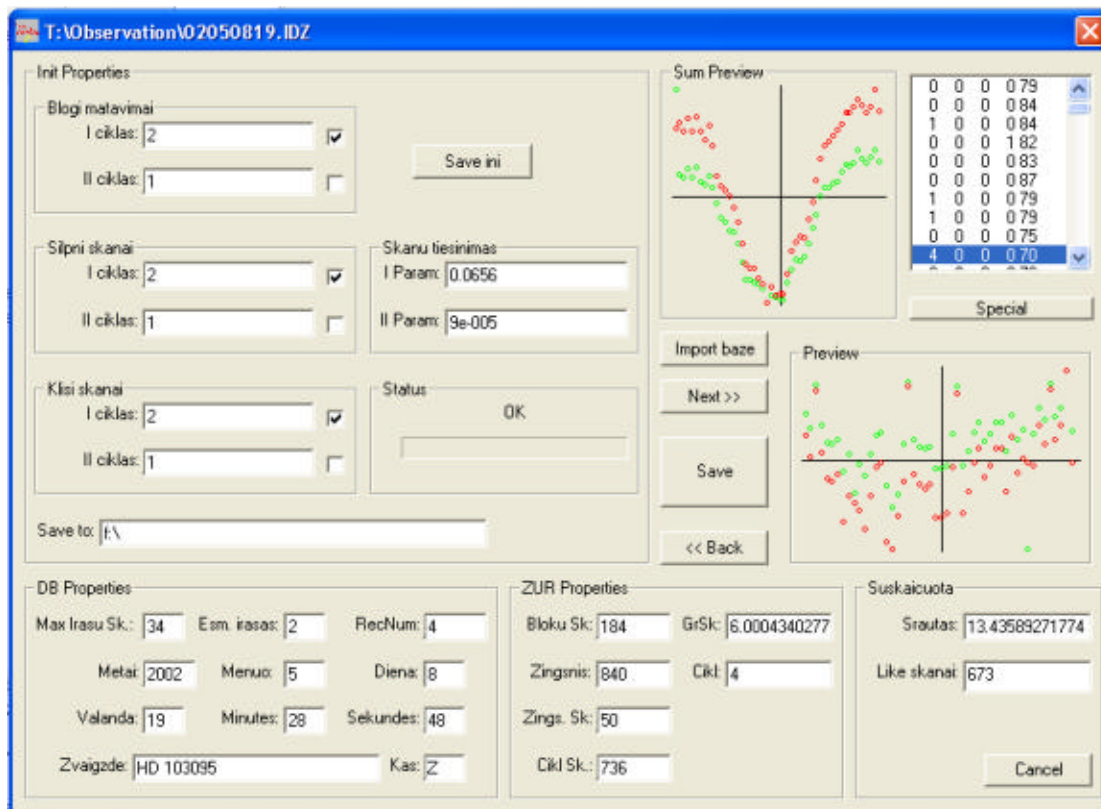 T:\Observation\02050819.IDZ
Init Properties
Blogi matavimai
I ciklas: 2
II ciklas: 1
Save ini
Silpni skanai
I ciklas: 2
II ciklas: 1
Skanu tiesinimas
I Param: 0.0656
II Param: 9e-005
Klisi skanai
I ciklas: 2
II ciklas: 1
Status
OK
Save to: f:\
Sum Preview
0 0 0 0 79
0 0 0 0 84
1 0 0 0 84
0 0 0 1 82
0 0 0 0 83
0 0 0 0 87
1 0 0 0 79
1 0 0 0 79
0 0 0 0 75
4 0 0 0 70
Special
Import baze
Next >>
Save
<< Back
Preview
DB Properties
Max Irasu Sk.: 34 Esm. irasas: 2 RecNum: 4
Metai: 2002 Menuo: 5 Diena: 8
Valanda: 19 Minutes: 28 Sekundes: 48
Zvaigzde: HD 103095 Kas: Z
ZUR Properties
Bloku Sk: 184 GrSk: 6.0004340277
Zingsnis: 840 Cikl: 4
Zings. Sk: 50
Cikl Sk.: 736
Suskaicuota
Srautas: 13.43589271774
Like skanai: 673
Cancel